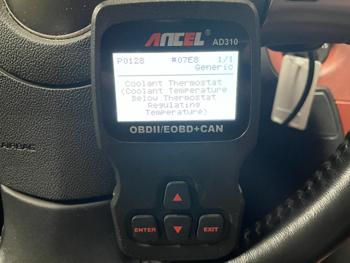 ANCEL
AD310
P0128 #07E8 1/1
Generic
Coolant Thermostat
(Coolant Temperature
Below Thermostat
Regulating
Temperature)
OBDII/EOBD+CAN
ENTER
EXIT
AIRBAG